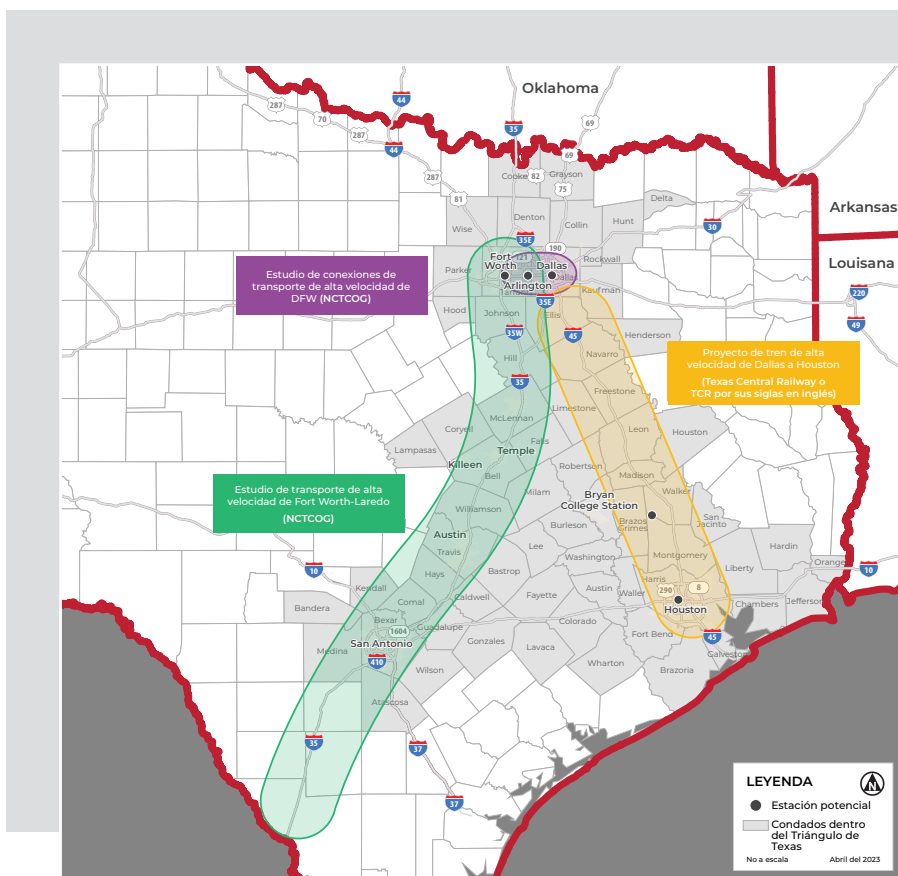 Oklahoma
Arkansas
Louisana
44
35
69
287
70
287
44
69
287
Cooke
82
Grayson
75
81
Delta
Denton
Collin
Hunt
30
Wise
35E
190
Fort
Worth
121
Dallas
Rockwall
Parker
Arlington
Kaufman
220
Hood
Johnson
35E
Ellis
49
35W
45
Henderson
Hill
Navarro
35
Freestone
Limestone
McLennan
Leon
Houston
Coryell
Falls
Lampasas
Temple
Killeen
Bell
Robertson
Madison
Milam
Walker
Bryan
College Station
Williamson
Brazos
Grimes
San
Jacinto
Burleson
Austin
Travis
Lee
Washington
Montgomery
Hardin
Liberty
Orange
10
Hays
Bastrop
Austin
Waller
Harris
10
Kendall
Caldwell
Fayette
290
8
Bandera
Comal
Houston
Chambers
Jefferson
Bexar
1604
Guadalupe
Colorado
Fort Bend
45
San Antonio
Gonzales
Lavaca
Medina
410
Wilson
Wharton
Galveston
Brazoria
Atascosa
35
37
37
Estudio de conexiones de
transporte de alta velocidad de
DFW (NCTCOG)
Proyecto de tren de alta
velocidad de Dallas a Houston
(Texas Central Railway o
TCR por sus siglas en inglés)
Estudio de transporte de alta
velocidad de Fort Worth-Laredo
(NCTCOG)
LEYENDA
N
Estación potencial
Condados dentro
del Triángulo de
Texas
No a escala
Abril del 2023